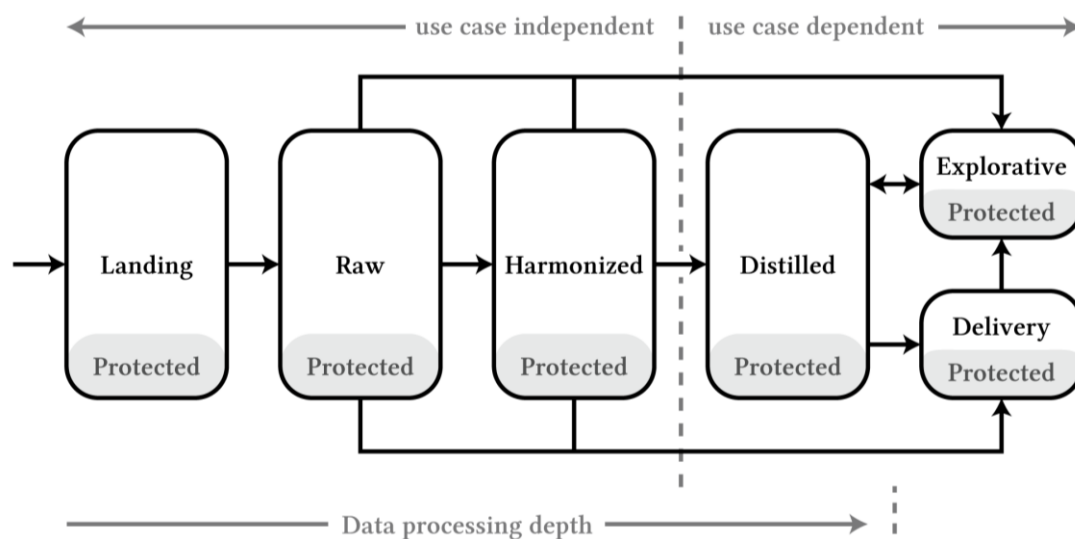 use case independent
use case dependent
Explorative
Protected
Landing
Raw
Harmonized
Distilled
Delivery
Protected
Protected
Protected
Protected
Protected
Data processing depth